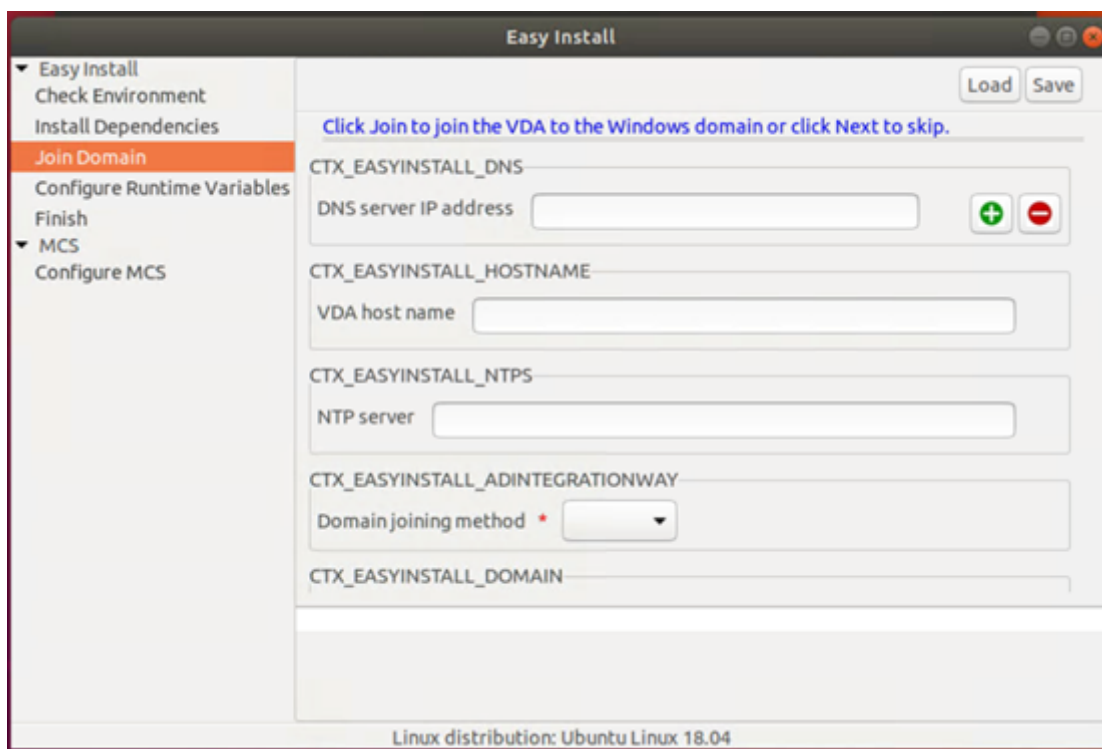 Easy Install
Easy Install
Check Environment
Install Dependencies
Join Domain
Configure Runtime Variables
Finish
MCS
Configure MCS
Load Save
Click Join to join the VDA to the Windows domain or click Next to skip.
CTX_EASYINSTALL_DNS
DNS server IP address
CTX_EASYINSTALL_HOSTNAME
VDA host name
CTX_EASYINSTALL_NTPS
NTP server
CTX_EASYINSTALL_ADINTEGRATIONWAY
Domain joining method *
CTX_EASYINSTALL_DOMAIN
Linux distribution: Ubuntu Linux 18.04